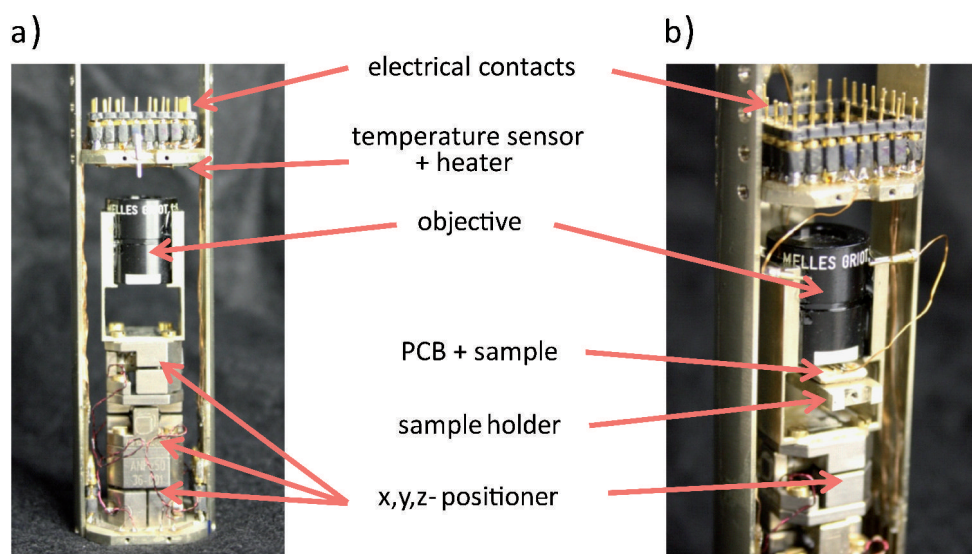 a)
b)
electrical contacts
temperature sensor
+ heater
objective
PCB + sample
sample holder
x,y,z-positioner
MELLES GRIOT
MELLES GRIOT